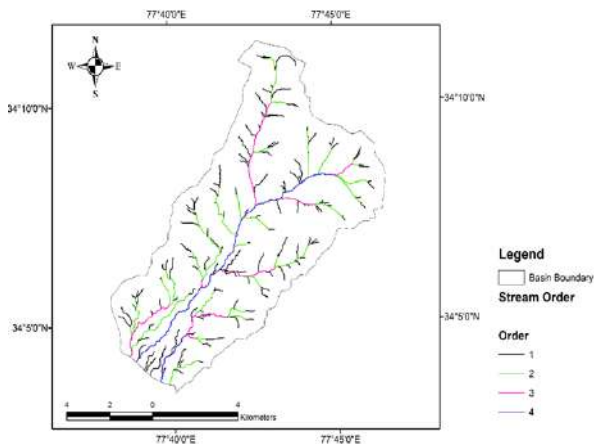 77°40'0"E 77°45'0"E
N
W E
S
34°10'0"N 34°10'0"N
34°5'0"N 34°5'0"N
Legend
Basin Boundary
Stream Order
Order
1
2
3
4
4 2 0 4
Kilometers
77°40'0"E 77°45'0"E